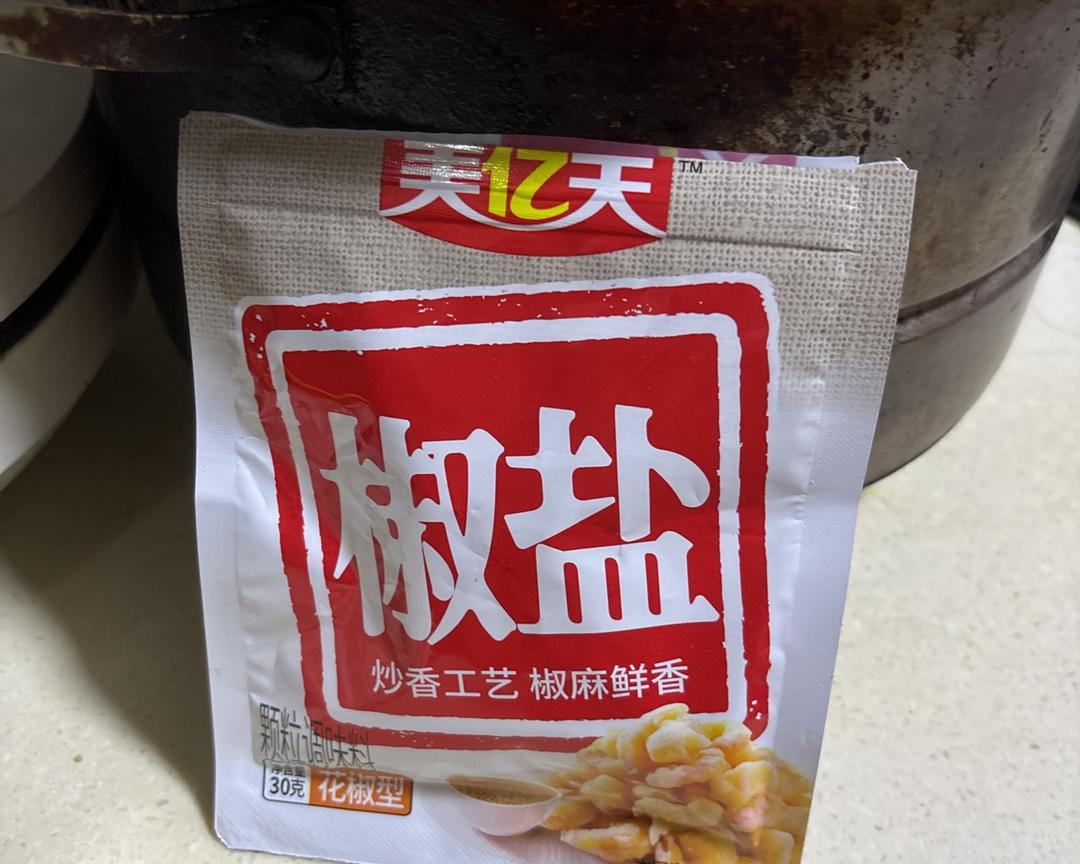 美亿天™
椒盐
炒香工艺 椒麻鲜香
颗粒调味料
净含量
30克
花椒型